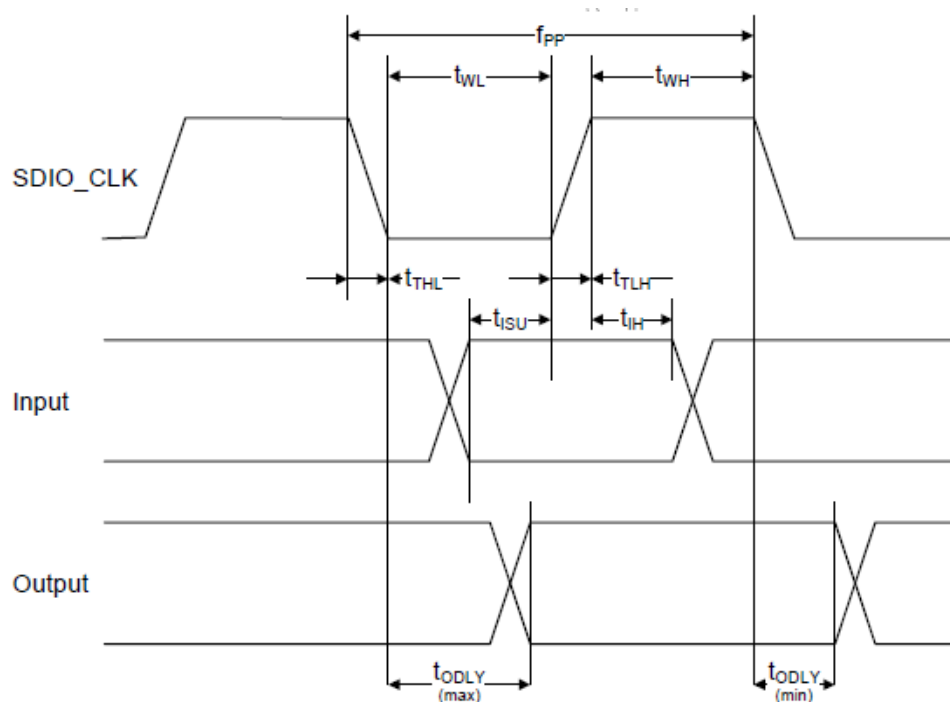 fPP
tWL
tWH
SDIO_CLK
tTHL
tTLH
tISU
tIH
Input
Output
tODLY
(max)
tODLY
(min)